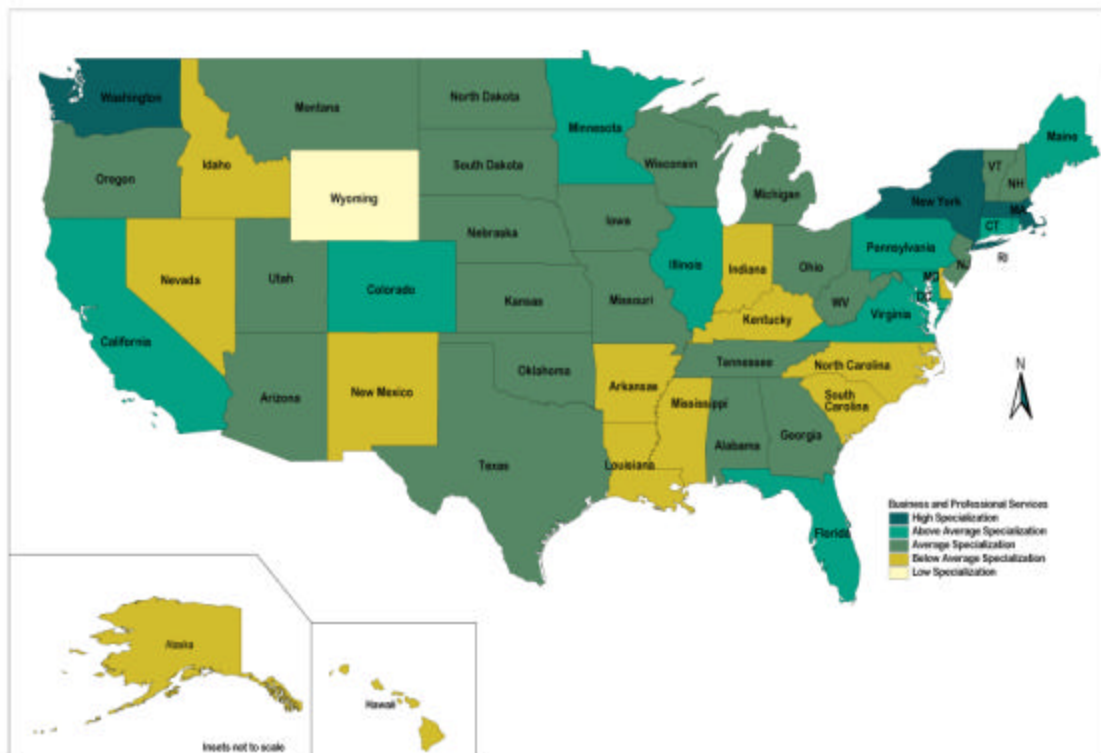 Washington
Montana
North Dakota
Minnesota
Maine
Idaho
Oregon
South Dakota
Wisconsin
VT
NH
Michigan
Wyoming
New York
MA
Iowa
CT
Nebraska
Pennsylvania
RI
Illinois
Indiana
Ohio
NJ
MD
Nevada
Utah
Colorado
DC
Kansas
Missouri
WV
Virginia
Kentucky
California
Tennessee
North Carolina
N
Oklahoma
Arkansas
New Mexico
Arizona
South
Carolina
Mississippi
Georgia
Alabama
Texas
Louisiana
Florida
Business and Professional Services
High Specialization
Above Average Specialization
Average Specialization
Below Average Specialization
Low Specialization
Alaska
Hawaii
Insets not to scale